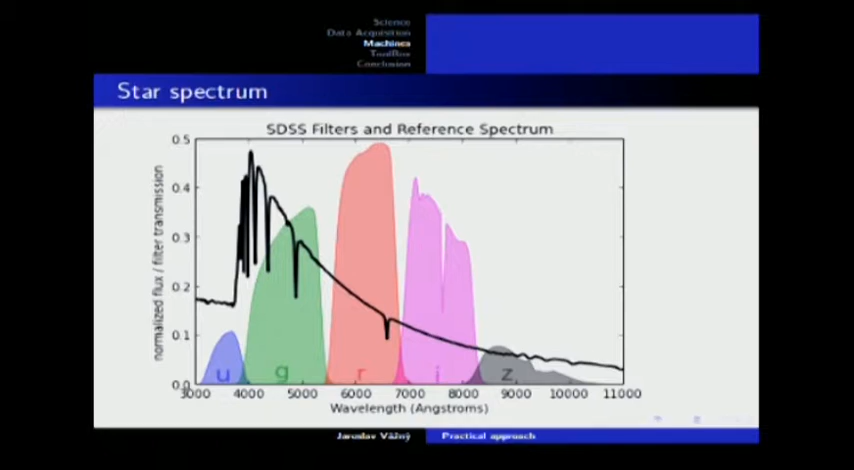 Science
Data Acquisition
Machines
ToolBox
Conclusion
Star spectrum
SDSS Filters and Reference Spectrum
normalized flux / filter transmission
0.5
0.4
0.3
0.2
0.1
0.0
u g r i z
3000 4000 5000 6000 7000 8000 9000 10000 11000
Wavelength (Angstroms)
Jaroslav Vážný Practical approach